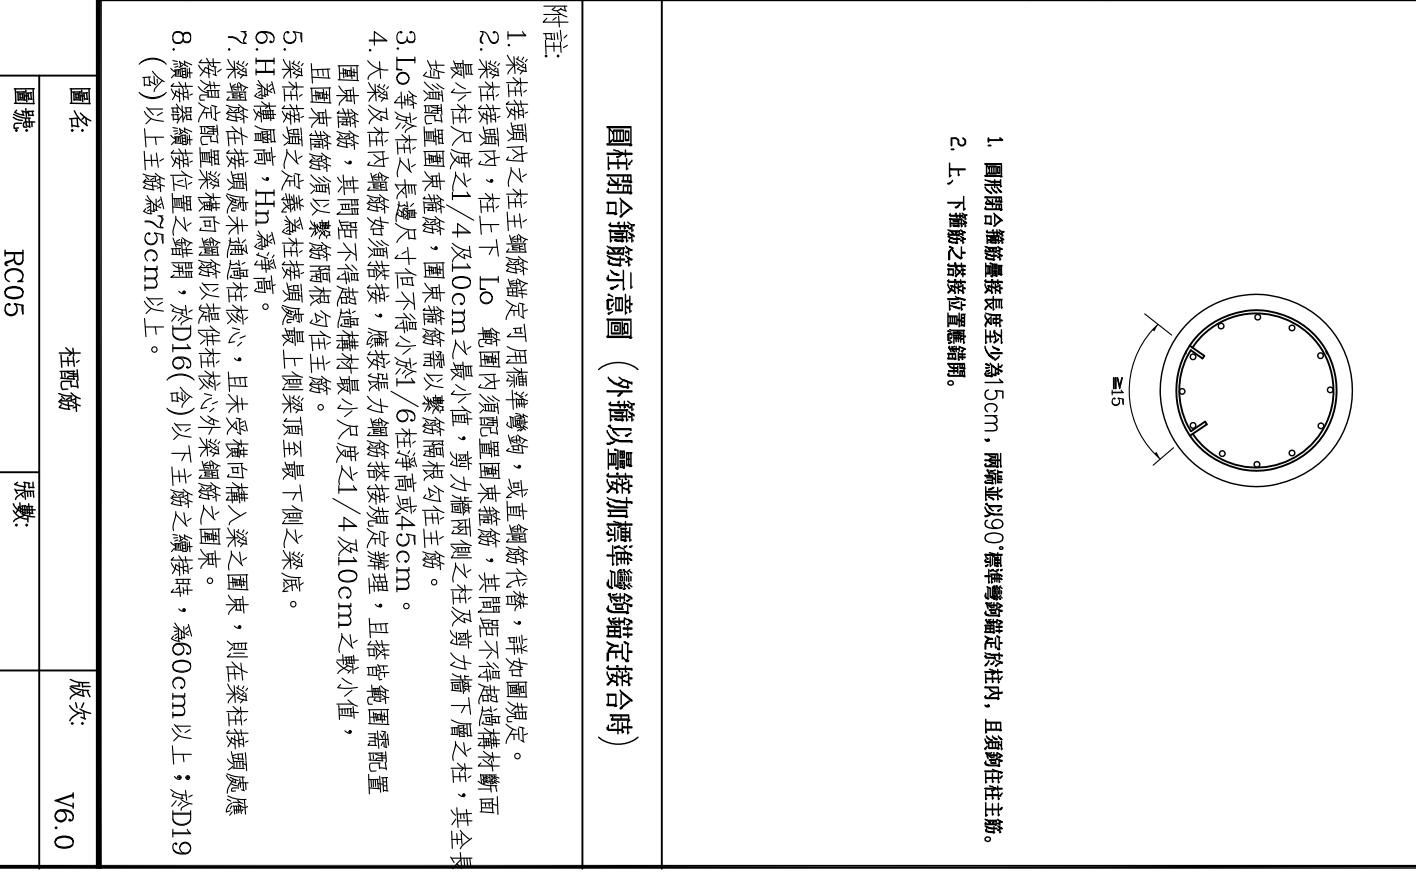 ≧15
1. 圓形閉合箍筋疊接長度至少為15cm，兩端並以90°標準彎鉤錨定於柱內，且須鉤住柱主筋。
2. 上、下箍筋之搭接位置應錯開。
圓柱閉合箍筋示意圖（外箍以疊接加標準彎鉤錨定接合時）
附註:
1. 梁柱接頭內之柱主鋼筋錨定可用標準彎鉤，或直鋼筋代替，詳如圖規定。
2. 梁柱接頭內，柱上下 Lo 範圍內須配置圍束箍筋，其間距不得超過構材斷面
最小柱尺度之1/4及10cm之最小值，剪力牆兩側之柱及剪力牆下層之柱，其全長
均須配置圍束箍筋，圍束箍筋需以繫筋隔根勾住主筋。
3. Lo等於柱之長邊尺寸但不得小於1/6柱淨高或45cm。
4. 大梁及柱內鋼筋如須搭接，應按張力鋼筋搭接規定辦理，且搭皆範圍需配置
圍束箍筋，其間距不得超過構材最小尺度之1/4及10cm之較小值，
且圍束箍筋須以繫筋隔根勾住主筋。
5. 梁柱接頭之定義為柱接頭處最上側梁頂至最下側之梁底。
6. H為樓層高，Hn為淨高。
7. 梁鋼筋在接頭處未通過柱核心，且未受橫向構入梁之圍束，則在梁柱接頭處應
按規定配置梁橫向鋼筋以提供柱核心外梁鋼筋之圍束。
8. 續接器續接位置之錯開，於D16(含)以下主筋之續接時，為60cm以上；於D19
(含)以上主筋為75cm以上。
圖名:
柱配筋
版次:
V6.0
圖號:
RC05
張數: